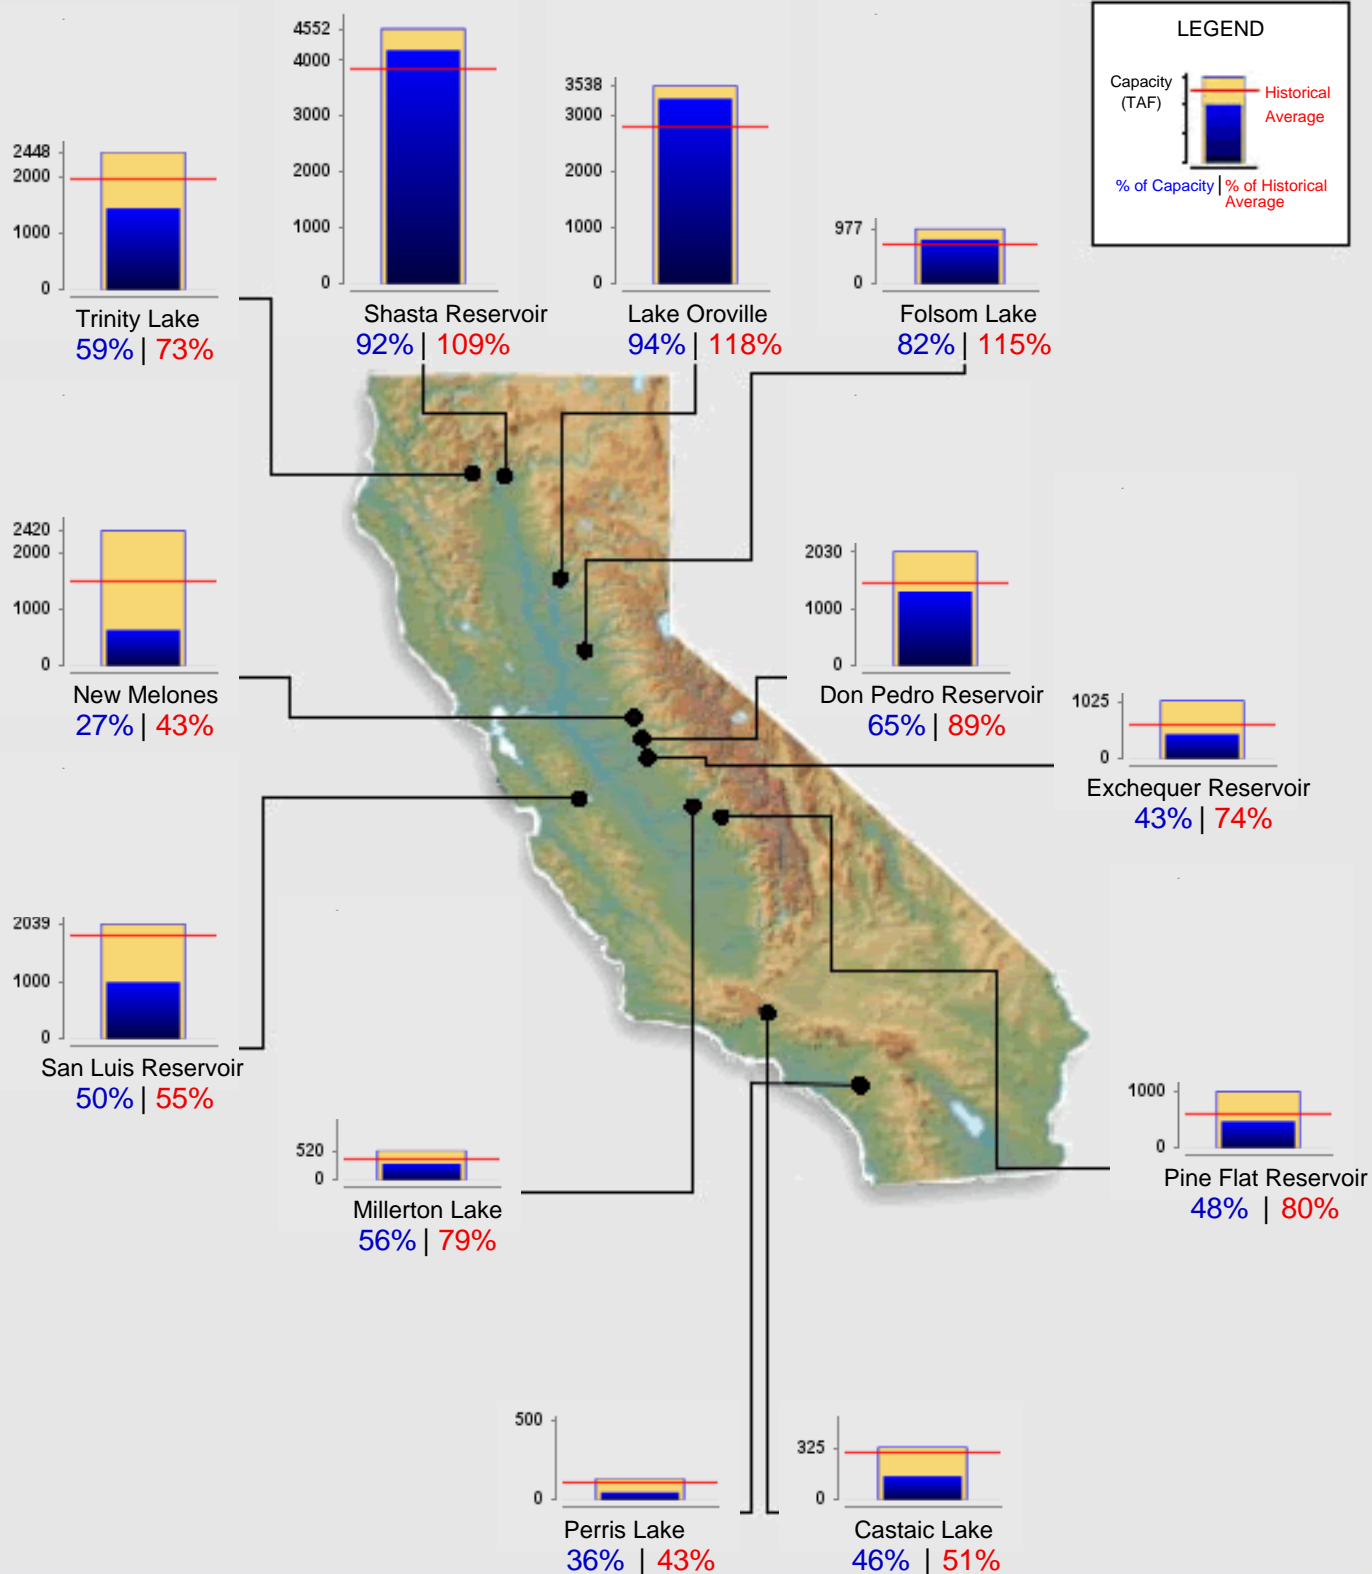 LEGEND
Capacity
(TAF)
Historical
Average
% of Capacity | % of Historical
Average
2448
2000
1000
0
Trinity Lake
59% | 73%
4552
4000
3000
2000
1000
0
Shasta Reservoir
92% | 109%
3538
3000
2000
1000
0
Lake Oroville
94% | 118%
977
0
Folsom Lake
82% | 115%
2420
2000
1000
0
New Melones
27% | 43%
2030
1000
0
Don Pedro Reservoir
65% | 89%
1025
0
Exchequer Reservoir
43% | 74%
2039
1000
0
San Luis Reservoir
50% | 55%
520
0
Millerton Lake
56% | 79%
1000
0
Pine Flat Reservoir
48% | 80%
500
0
Perris Lake
36% | 43%
325
0
Castaic Lake
46% | 51%